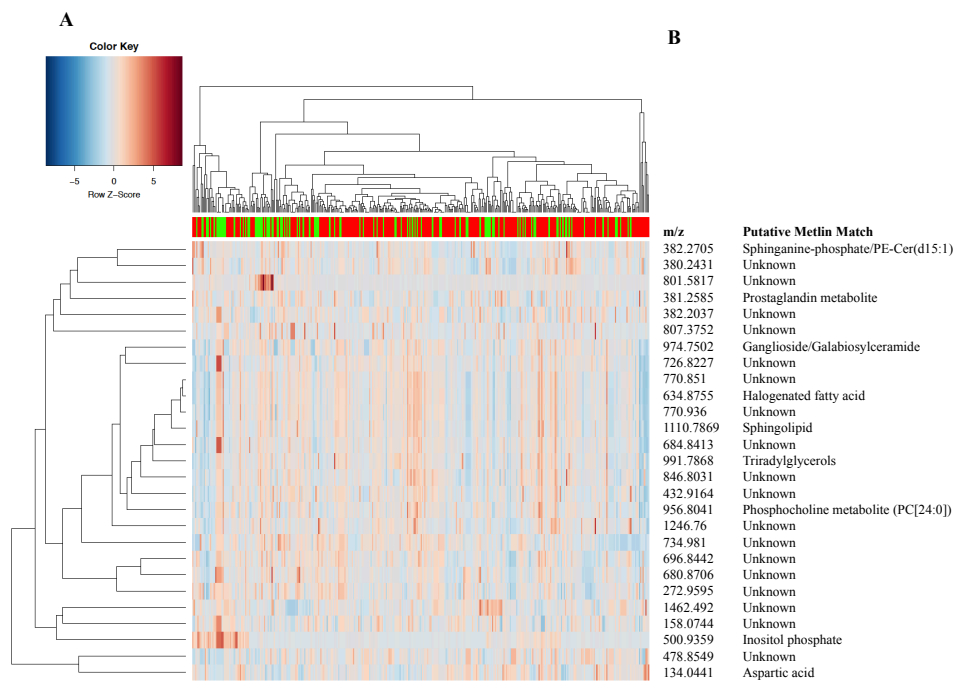 A
B
Color Key
−5 0 5
Row Z−Score
m/z Putative Metlin Match
382.2705 Sphinganine-phosphate/PE-Cer(d15:1)
380.2431 Unknown
801.5817 Unknown
381.2585 Prostaglandin metabolite
382.2037 Unknown
807.3752 Unknown
974.7502 Ganglioside/Galabiosylceramide
726.8227 Unknown
770.851 Unknown
634.8755 Halogenated fatty acid
770.936 Unknown
1110.7869 Sphingolipid
684.8413 Unknown
991.7868 Triradylglycerols
846.8031 Unknown
432.9164 Unknown
956.8041 Phosphocholine metabolite (PC[24:0])
1246.76 Unknown
734.981 Unknown
696.8442 Unknown
680.8706 Unknown
272.9595 Unknown
1462.492 Unknown
158.0744 Unknown
500.9359 Inositol phosphate
478.8549 Unknown
134.0441 Aspartic acid